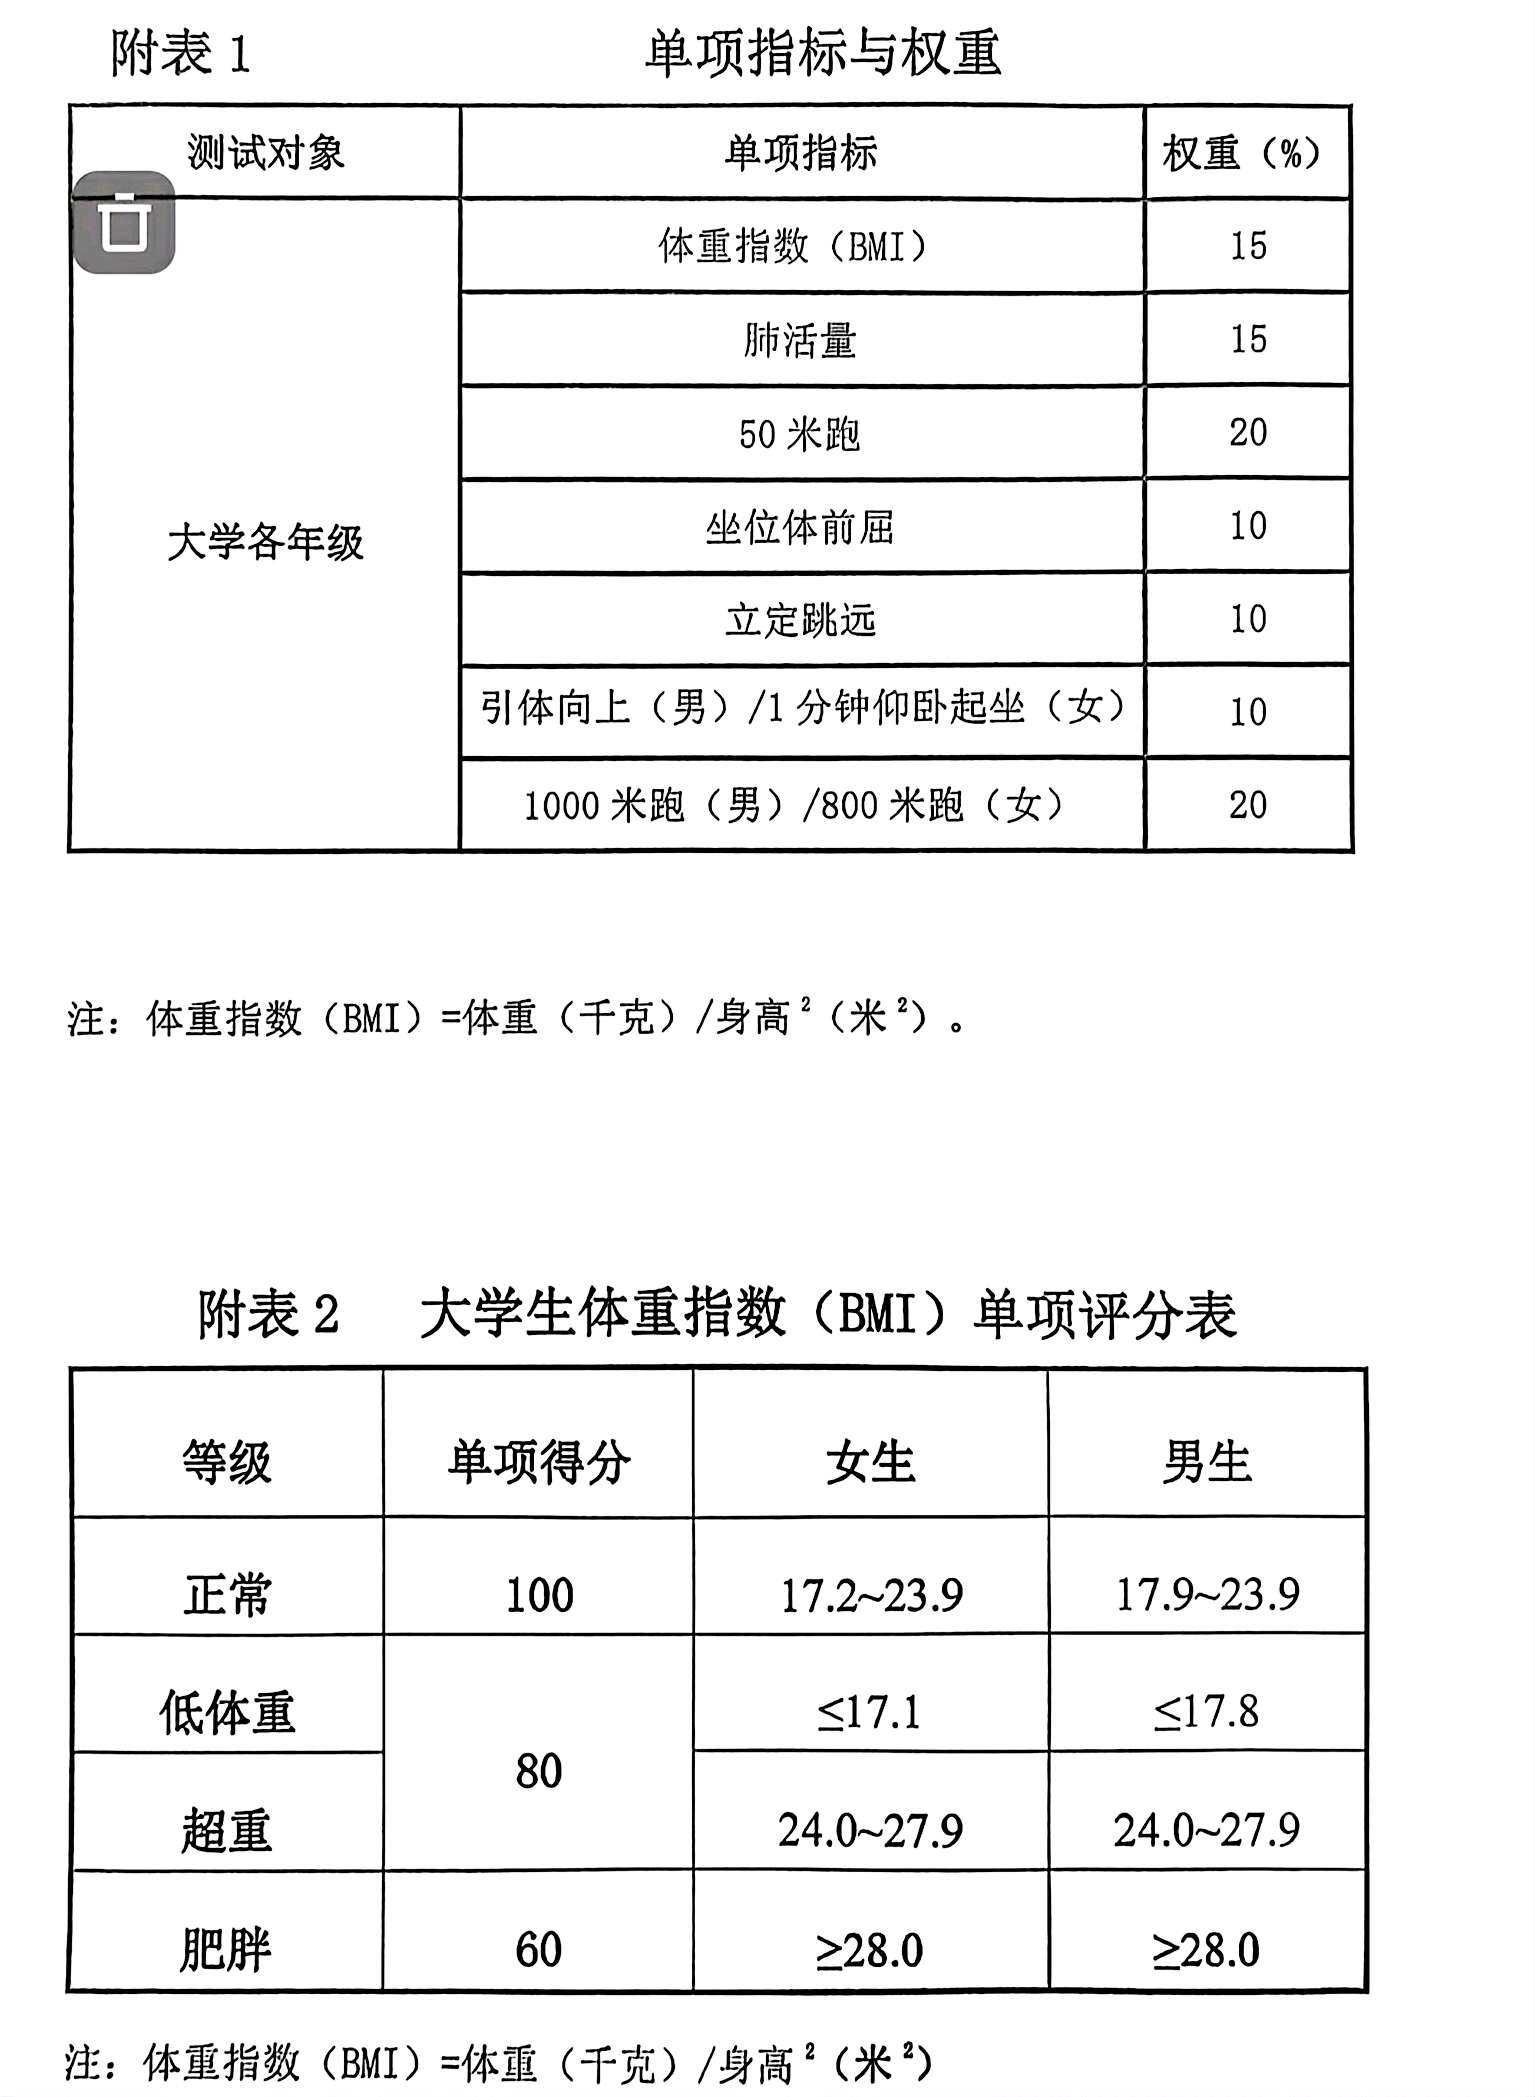 附表 1 单项指标与权重
测试对象 单项指标 权重（%）
大学各年级
体重指数（BMI） 15
肺活量 15
50 米跑 20
坐位体前屈 10
立定跳远 10
引体向上（男）/1 分钟仰卧起坐（女） 10
1000 米跑（男）/800 米跑（女） 20
注：体重指数（BMI）=体重（千克）/身高²（米²）。
附表 2 大学生体重指数（BMI）单项评分表
等级 单项得分 女生 男生
正常 100 17.2~23.9 17.9~23.9
低体重 80 ≤17.1 ≤17.8
超重 24.0~27.9 24.0~27.9
肥胖 60 ≥28.0 ≥28.0
注：体重指数（BMI）=体重（千克）/身高²（米²）